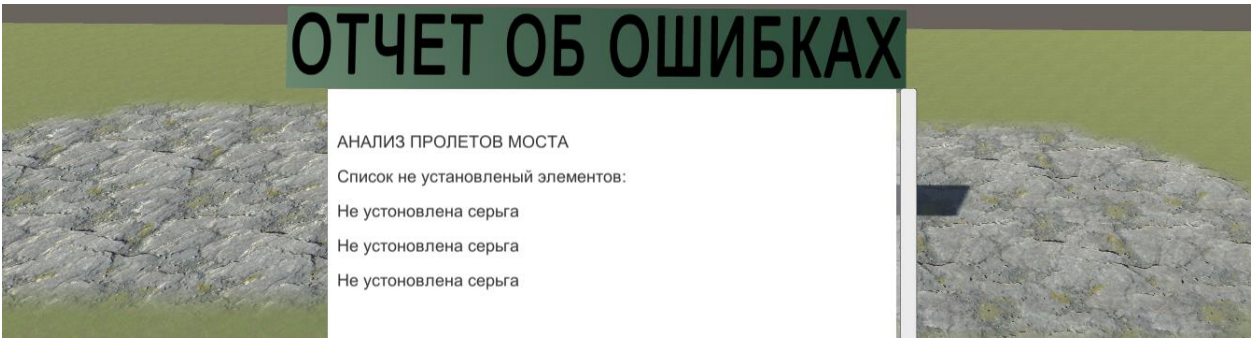 ОТЧЕТ ОБ ОШИБКАХ
АНАЛИЗ ПРОЛЕТОВ МОСТА
Список не установленый элементов:
Не устоновлена серьга
Не устоновлена серьга
Не устоновлена серьга